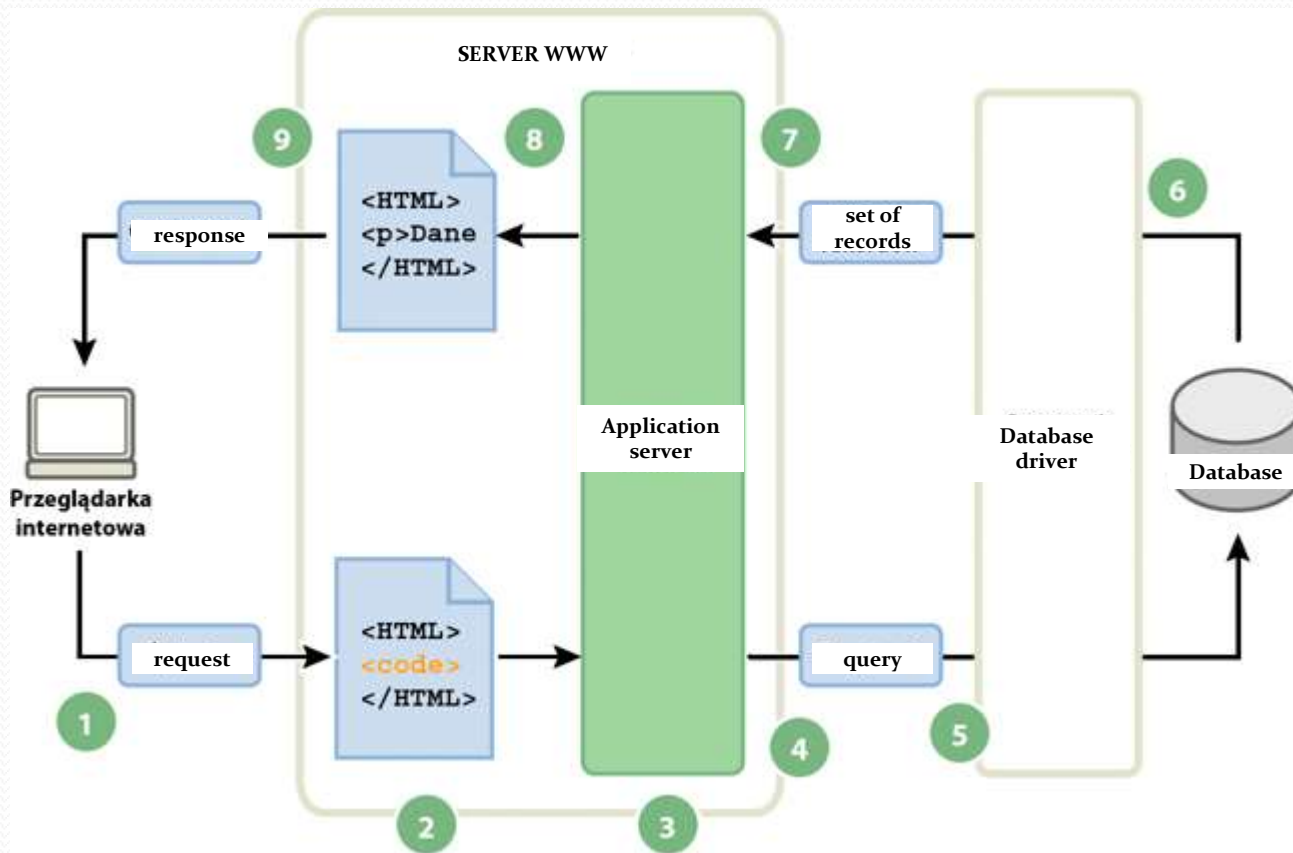 SERVER WWW
9
8
7
6
<HTML>
<p>Dane
</HTML>
response
set of
records
Application
server
Database
driver
Database
Przeglądarka
internetowa
<HTML>
<code>
</HTML>
request
query
1
2
3
4
5